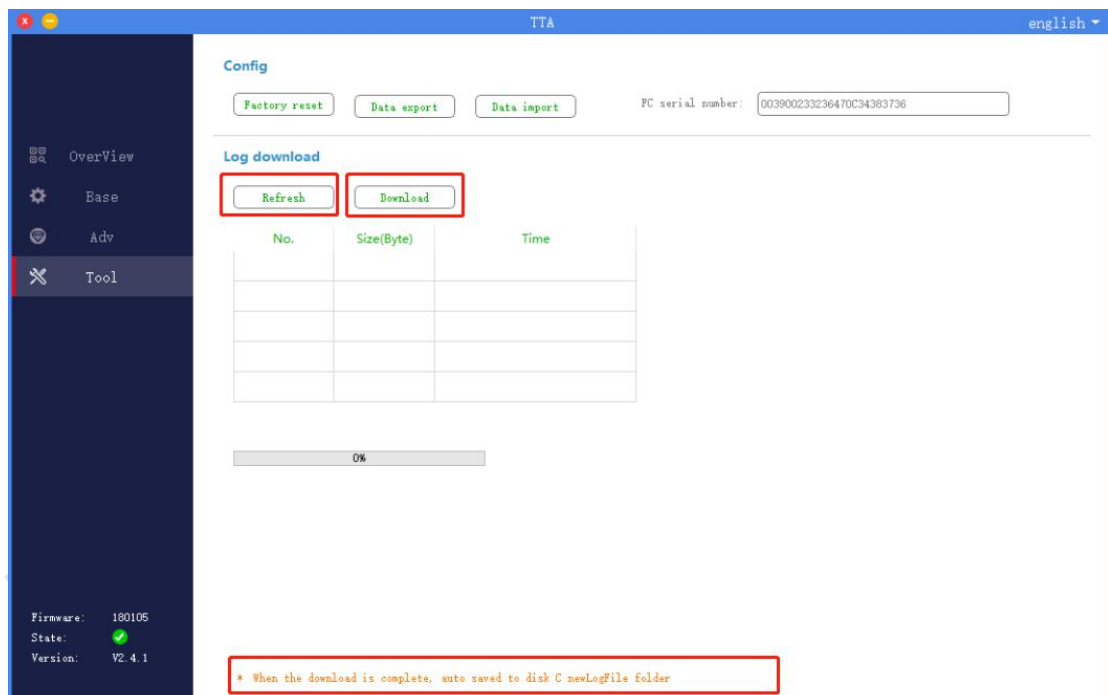 TTA
english
Config
Factory reset Data export Data import FC serial number: 003900233236470C34383736
OverView
Log download
Base
Refresh Download
Adv
No. Size(Byte) Time
Tool
0%
Firmware: 180105
State:
Version: V2.4.1
* When the download is complete, auto saved to disk C newLogFile folder